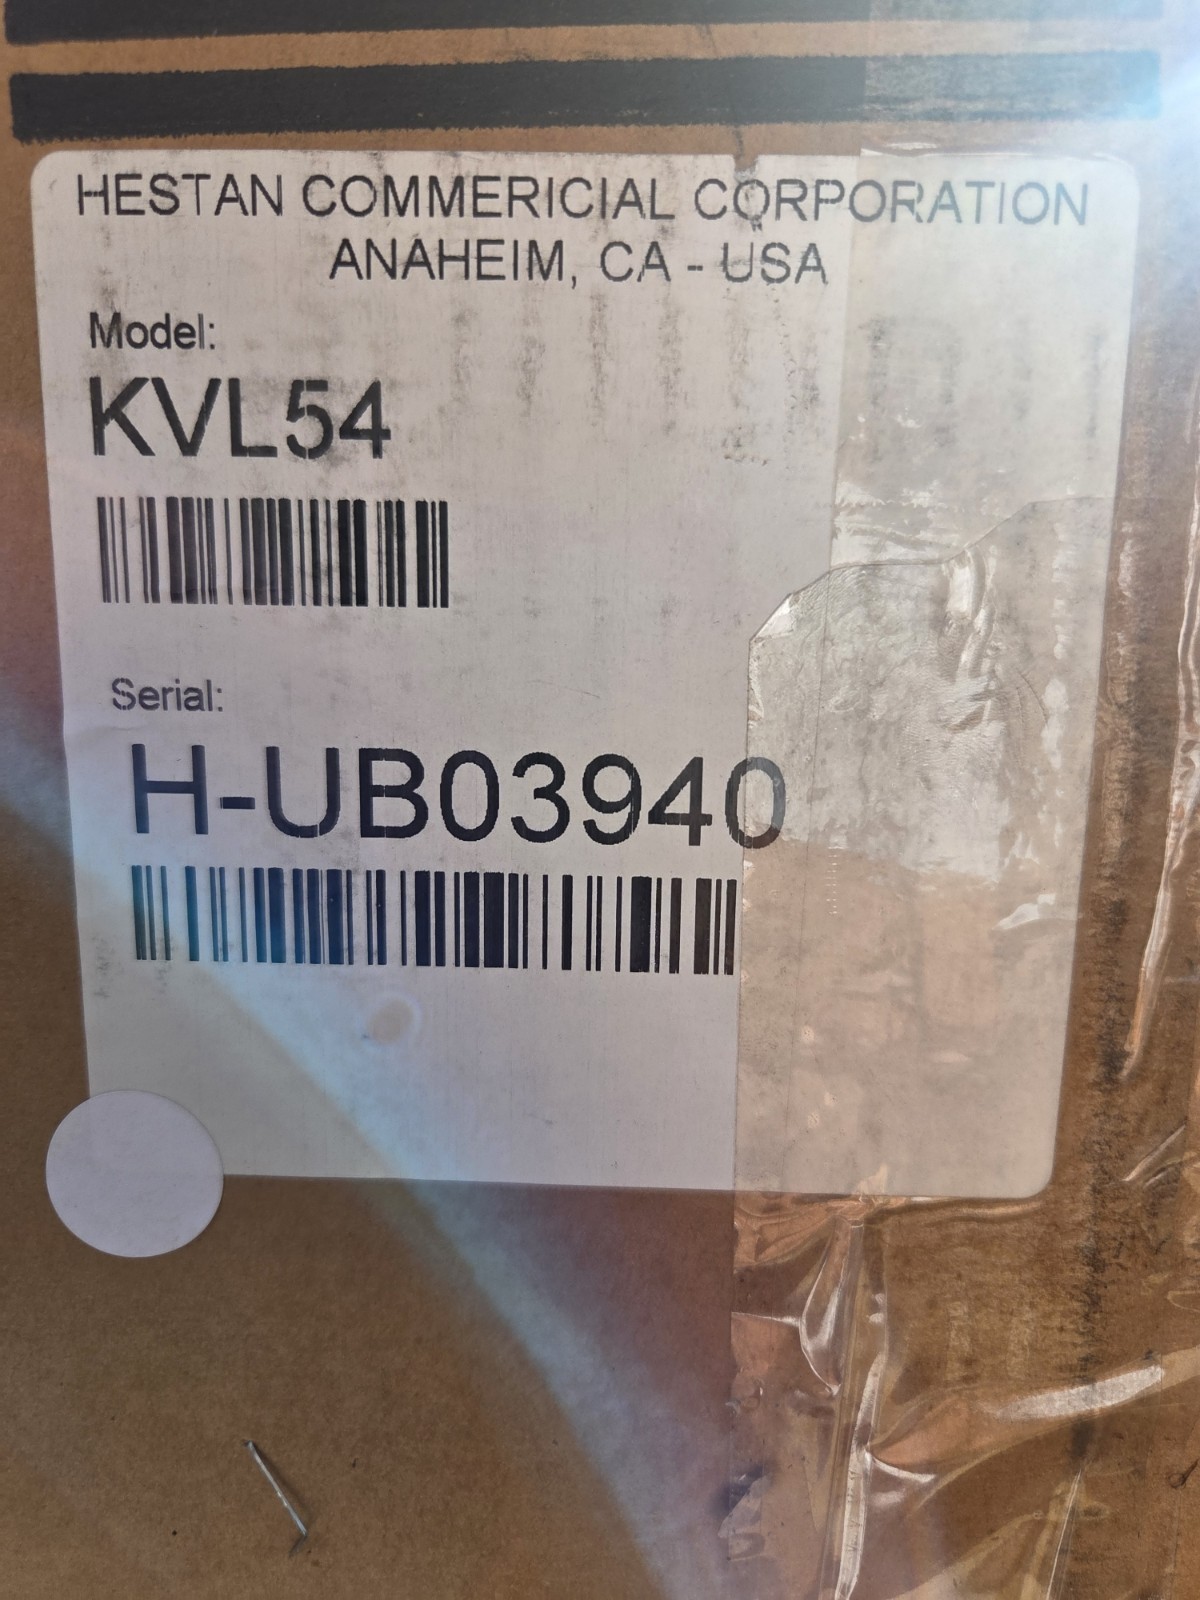 HESTAN COMMERICIAL CORPORATION
ANAHEIM, CA - USA
Model:
KVL54
Serial:
H-UB03940